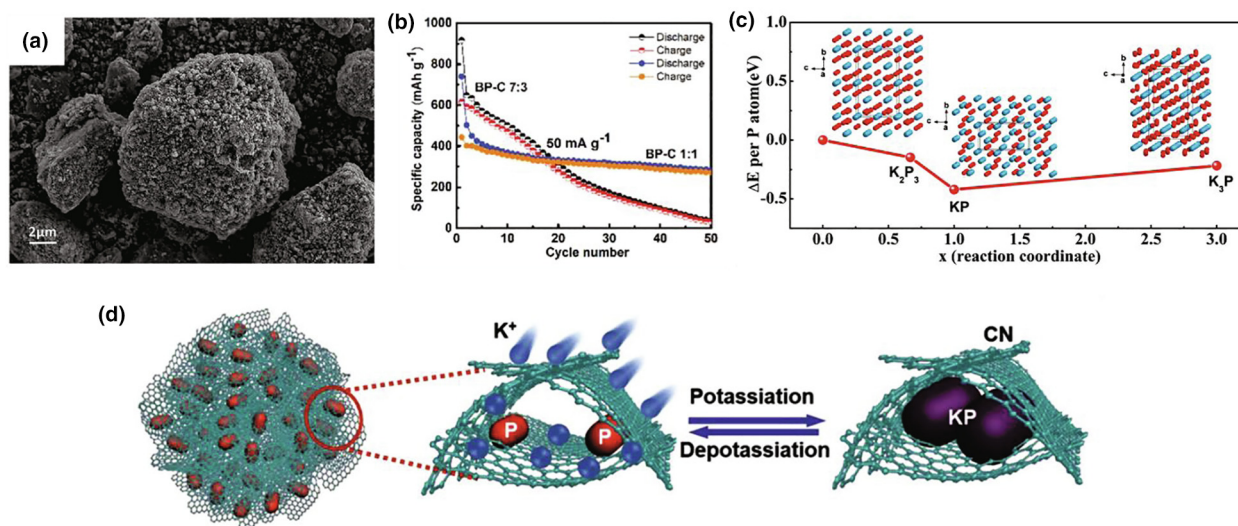 (a)
2μm
(b)
Specific capacity (mAh g⁻¹)
1000
800
600
400
200
0
Discharge
Charge
Discharge
Charge
BP-C 7:3
50 mA g⁻¹
BP-C 1:1
0 10 20 30 40 50
Cycle number
(c)
ΔE per P atom(eV)
1.0
0.5
0.0
-0.5
b
c
a
b
c
a
b
c
a
K₂P₃
KP
K₃P
0.0 0.5 1.0 1.5 2.0 2.5 3.0
x (reaction coordinate)
(d)
K⁺
P
P
Potassiation
Depotassiation
CN
KP